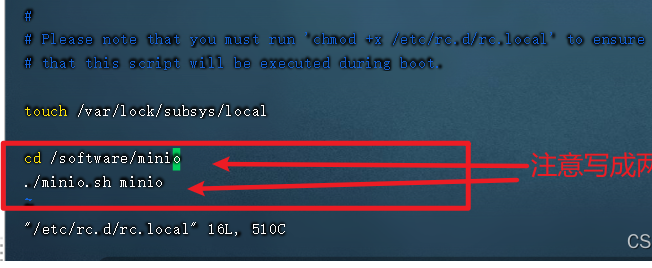 #
# Please note that you must run 'chmod +x /etc/rc.d/rc.local' to ensure
# that this script will be executed during boot.
touch /var/lock/subsys/local
cd /software/minio
注意写成两
./minio.sh minio
~
"/etc/rc.d/rc.local" 16L, 510C
CS